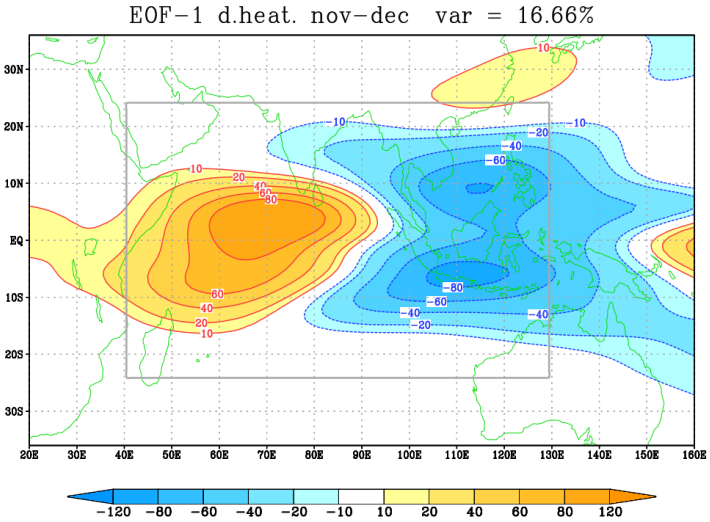 EOF-1 d.heat. nov-dec var = 16.66%
10
30N
20N -10 -10
-20
-40
-60
10 20
10N 40
60
80
EQ
60 -80
10S -60
40 -40 -40
20 -20
10
20S
30S
20E 30E 40E 50E 60E 70E 80E 90E 100E 110E 120E 130E 140E 150E 160E
-120 -80 -60 -40 -20 -10 10 20 40 60 80 120